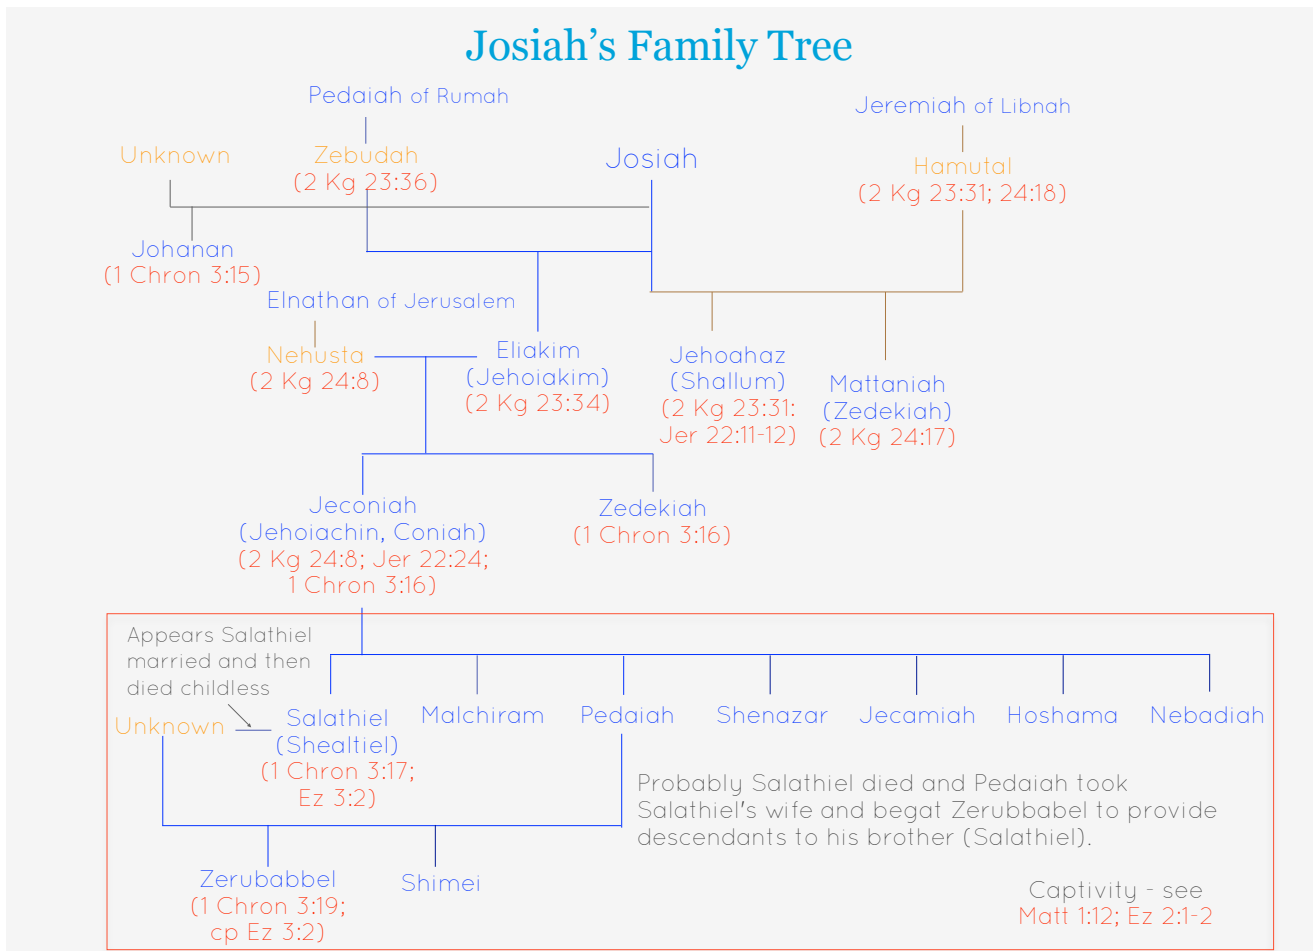 Josiah's Family Tree
Pedaiah of Rumah
Jeremiah of Libnah
Unknown
Zebudah
(2 Kg 23:36)
Josiah
Hamutal
(2 Kg 23:31; 24:18)
Johanan
(1 Chron 3:15)
Elnathan of Jerusalem
Nehusta
(2 Kg 24:8)
Eliakim
(Jehoiakim)
(2 Kg 23:34)
Jehoahaz
(Shallum)
(2 Kg 23:31:
Jer 22:11-12)
Mattaniah
(Zedekiah)
(2 Kg 24:17)
Jeconiah
(Jehoiachin, Coniah)
(2 Kg 24:8; Jer 22:24;
1 Chron 3:16)
Zedekiah
(1 Chron 3:16)
Appears Salathiel
married and then
died childless
Unknown
Salathiel
(Shealtiel)
(1 Chron 3:17;
Ez 3:2)
Malchiram
Pedaiah
Shenazar
Jecamiah
Hoshama
Nebadiah
Probably Salathiel died and Pedaiah took
Salathiel's wife and begat Zerubbabel to provide
descendants to his brother (Salathiel).
Zerubabbel
(1 Chron 3:19;
cp Ez 3:2)
Shimei
Captivity - see
Matt 1:12; Ez 2:1-2